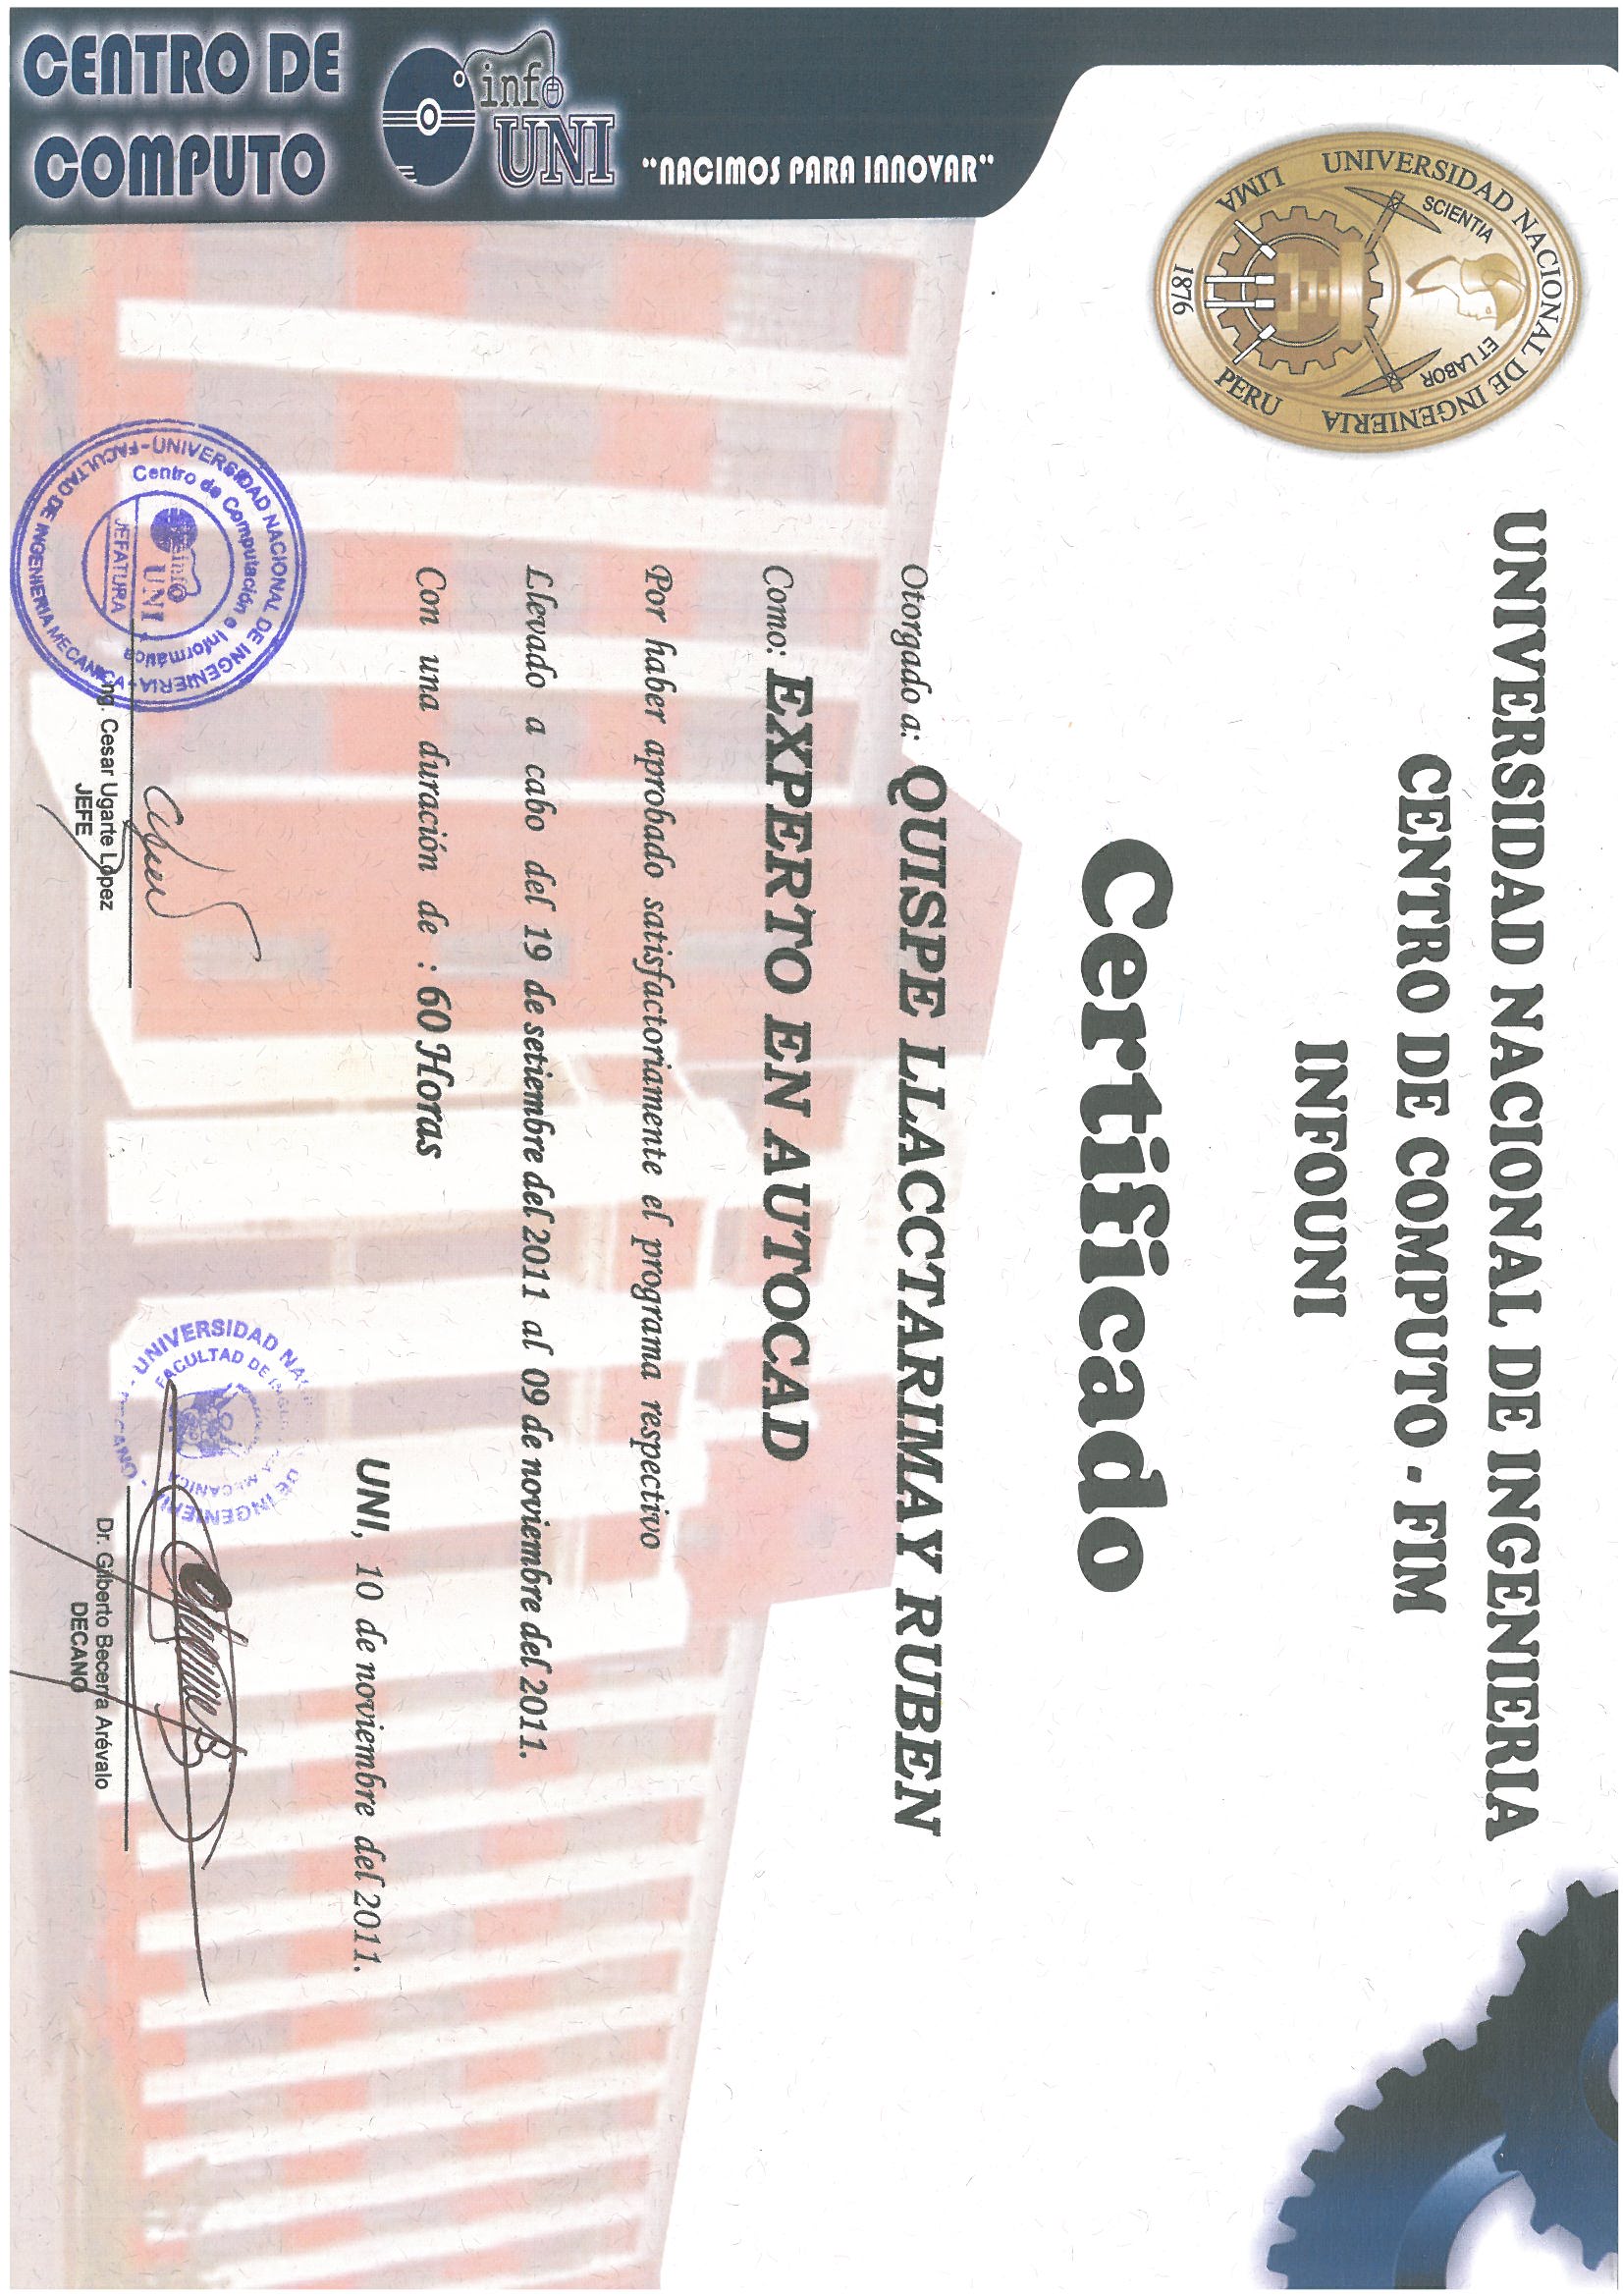 CENTRO DE
COMPUTO
info
UNI
"NACIMOS PARA INNOVAR"
UNIVERSIDAD NACIONAL DE INGENIERIA
SCIENTIA ET LABOR
LIMA 1876 PERU
UNIVERSIDAD NACIONAL DE INGENIERIA
CENTRO DE COMPUTO - FIM
INFOUNI
Certificado
Otorgado a: QUISPE LLACCTARIMAY RUBEN
Como: EXPERTO EN AUTOCAD
Por haber aprobado satisfactoriamente el programa respectivo
Llevado a cabo del 19 de setiembre del 2011 al 09 de noviembre del 2011.
Con una duración de : 60 Horas
UNI, 10 de noviembre del 2011.
UNIVERSIDAD NACIONAL DE INGENIERIA - FACULTAD DE INGENIERIA MECANICA -
Centro de Computación e Informática
info
UNI
JEFATURA
Ing. Cesar Ugarte López
JEFE
UNIVERSIDAD DE INGENIERIA
FACULTAD DE MECANICA
Dr. Gilberto Becerra Arévalo
DECANO